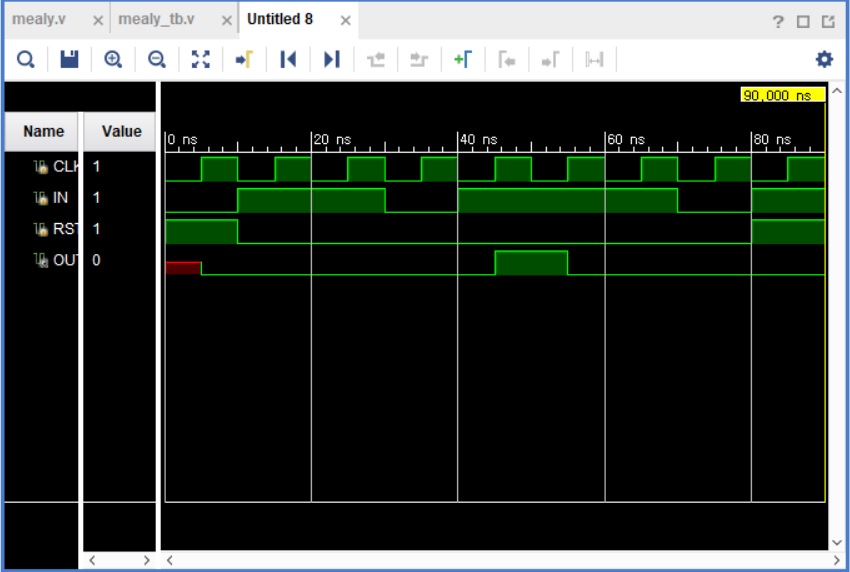 mealy.v × mealy_tb.v × Untitled 8 × ?
90,000 ns
Name Value
0 ns 20 ns 40 ns 60 ns 80 ns
CLK 1
IN 1
RST 1
OUT 0